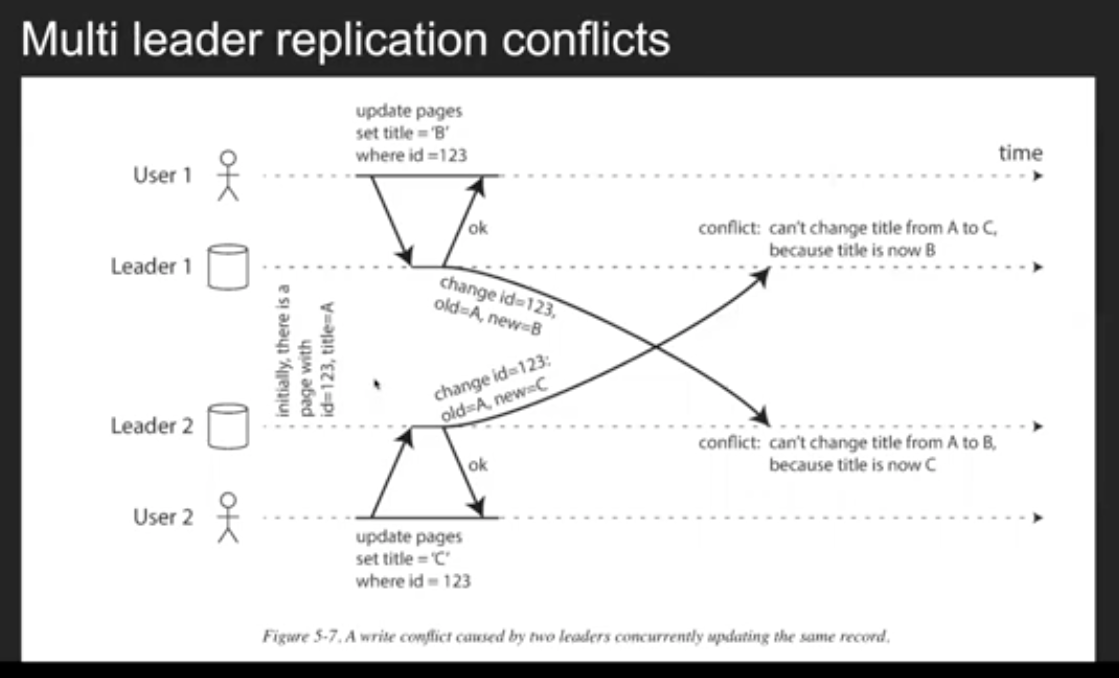 Multi leader replication conflicts
update pages
set title = 'B'
where id =123
time
User 1
ok
conflict: can't change title from A to C,
because title is now B
Leader 1
change id=123,
old=A, new=B
initially, there is a
page with
id=123, title=A
change id=123:
old=A, new=C
Leader 2
conflict: can't change title from A to B,
because title is now C
ok
User 2
update pages
set title = 'C'
where id = 123
Figure 5-7. A write conflict caused by two leaders concurrently updating the same record.